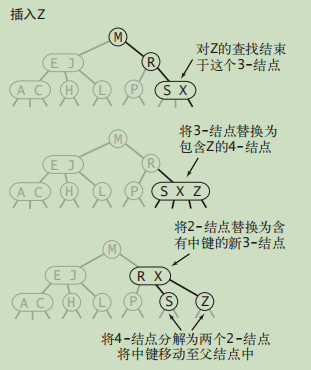 插入Z
M
E J
R
A C
H
L
P
S X
对Z的查找结束
于这个3-结点
M
E J
R
A C
H
L
P
S X Z
将3-结点替换为
包含Z的4-结点
M
E J
R X
A C
H
L
P
S
Z
将2-结点替换为含
有中键的新3-结点
将4-结点分解为两个2-结点
将中键移动至父结点中